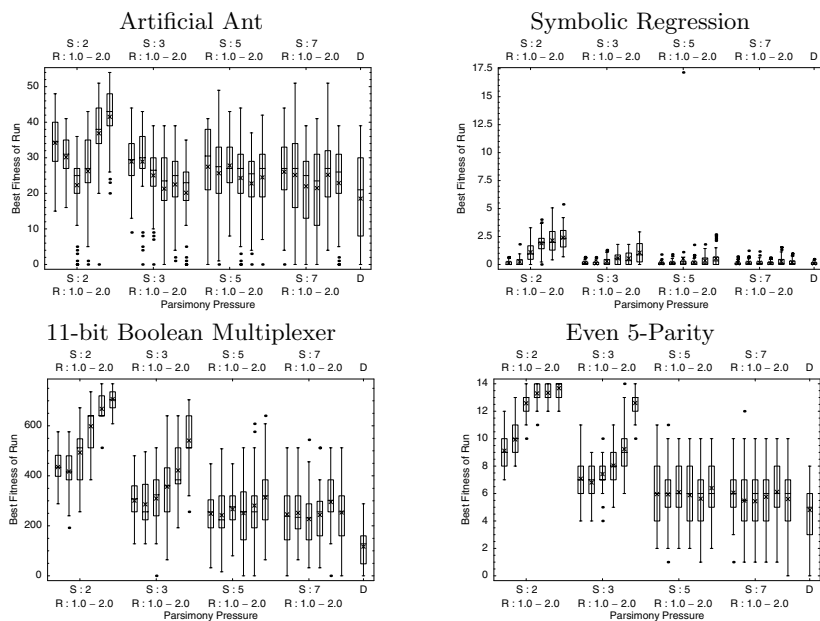 Artificial Ant
S : 2 S : 3 S : 5 S : 7
R : 1.0 – 2.0 R : 1.0 – 2.0 R : 1.0 – 2.0 R : 1.0 – 2.0 D
50
40
30
20
10
0
Best Fitness of Run
S : 2 S : 3 S : 5 S : 7
R : 1.0 – 2.0 R : 1.0 – 2.0 R : 1.0 – 2.0 R : 1.0 – 2.0 D
Parsimony Pressure
Symbolic Regression
S : 2 S : 3 S : 5 S : 7
R : 1.0 – 2.0 R : 1.0 – 2.0 R : 1.0 – 2.0 R : 1.0 – 2.0 D
17.5
15
12.5
10
7.5
5
2.5
0
Best Fitness of Run
S : 2 S : 3 S : 5 S : 7
R : 1.0 – 2.0 R : 1.0 – 2.0 R : 1.0 – 2.0 R : 1.0 – 2.0 D
Parsimony Pressure
11-bit Boolean Multiplexer
S : 2 S : 3 S : 5 S : 7
R : 1.0 – 2.0 R : 1.0 – 2.0 R : 1.0 – 2.0 R : 1.0 – 2.0 D
600
400
200
0
Best Fitness of Run
S : 2 S : 3 S : 5 S : 7
R : 1.0 – 2.0 R : 1.0 – 2.0 R : 1.0 – 2.0 R : 1.0 – 2.0 D
Parsimony Pressure
Even 5-Parity
S : 2 S : 3 S : 5 S : 7
R : 1.0 – 2.0 R : 1.0 – 2.0 R : 1.0 – 2.0 R : 1.0 – 2.0 D
14
12
10
8
6
4
2
0
Best Fitness of Run
S : 2 S : 3 S : 5 S : 7
R : 1.0 – 2.0 R : 1.0 – 2.0 R : 1.0 – 2.0 R : 1.0 – 2.0 D
Parsimony Pressure